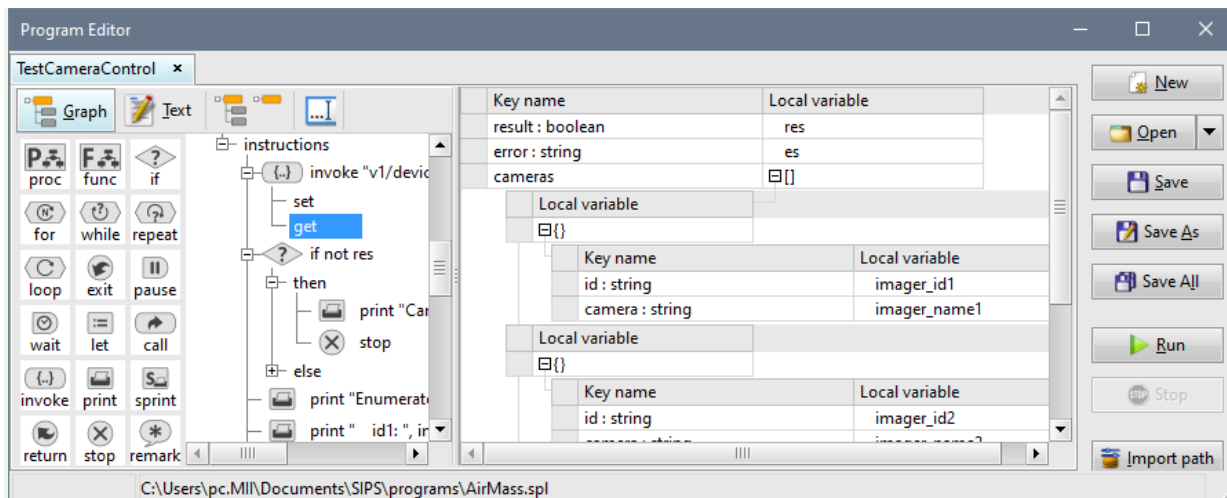 Program Editor
TestCameraControl ×
Graph Text
proc func if
for while repeat
loop exit pause
wait let call
invoke print sprint
return stop remark
instructions
invoke "v1/devic
set
get
if not res
then
print "Car
stop
else
print "Enumerate
print " id1: ", in
Key name Local variable
result : boolean res
error : string es
cameras []
Local variable
{}
Key name Local variable
id : string imager_id1
camera : string imager_name1
Local variable
{}
Key name Local variable
id : string imager_id2
camera : string imager_name2
New
Open
Save
Save As
Save All
Run
Stop
Import path
C:\Users\pc.MII\Documents\SIPS\programs\AirMass.spl